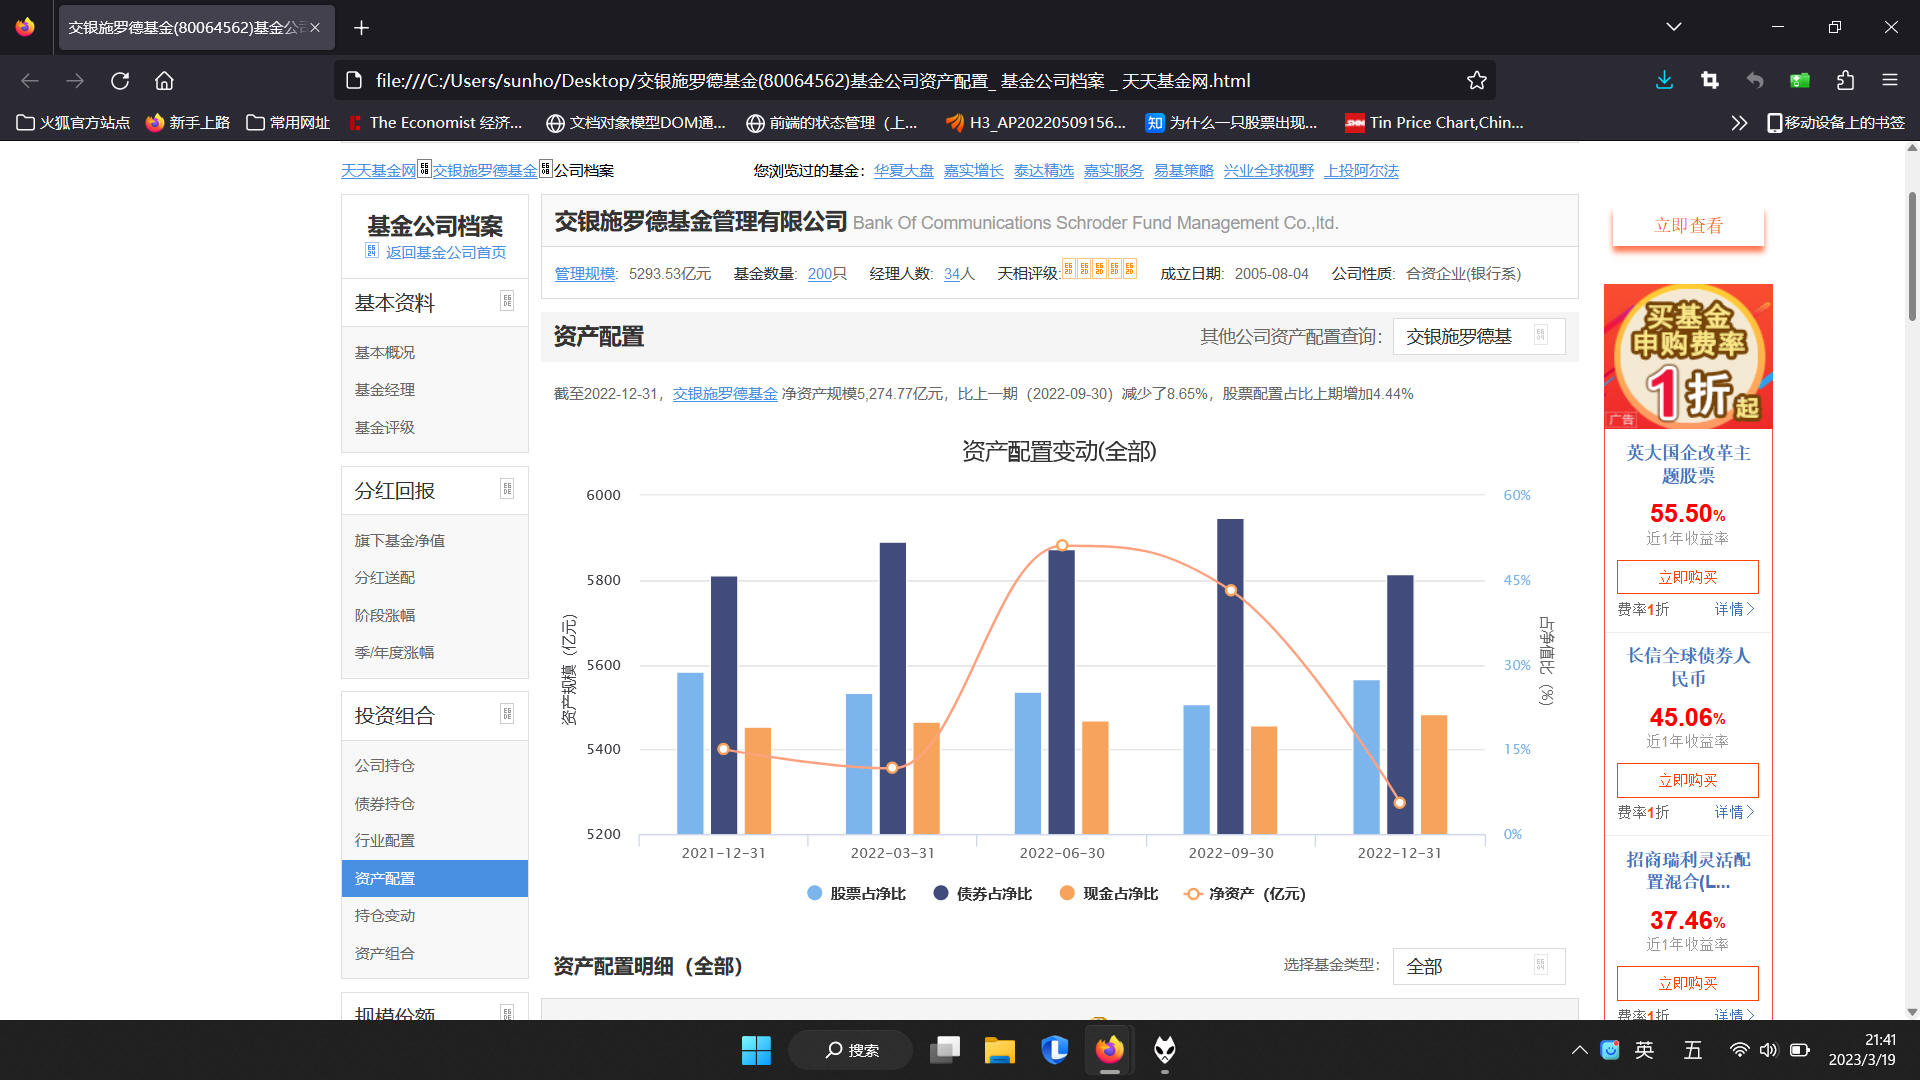 交银施罗德基金(80064562)基金公司
file:///C:/Users/sunho/Desktop/交银施罗德基金(80064562)基金公司资产配置_ 基金公司档案 _ 天天基金网.html
火狐官方站点 新手上路 常用网址 The Economist 经济... 文档对象模型DOM通... 前端的状态管理（上... H3_AP20220509156... 知 为什么一只股票出现... Tin Price Chart,Chin... 移动设备上的书签
天天基金网 交银施罗德基金 公司档案
您浏览过的基金： 华夏大盘 嘉实增长 泰达精选 嘉实服务 易基策略 兴业全球视野 上投阿尔法
基金公司档案
返回基金公司首页
基本资料
基本概况
基金经理
基金评级
分红回报
旗下基金净值
分红送配
阶段涨幅
季/年度涨幅
投资组合
公司持仓
债券持仓
行业配置
资产配置
持仓变动
资产组合
规模份额
交银施罗德基金管理有限公司 Bank Of Communications Schroder Fund Management Co.,ltd.
管理规模: 5293.53亿元 基金数量: 200只 经理人数: 34人 天相评级: 成立日期: 2005-08-04 公司性质: 合资企业(银行系)
资产配置
其他公司资产配置查询： 交银施罗德基
截至2022-12-31，交银施罗德基金 净资产规模5,274.77亿元，比上一期（2022-09-30）减少了8.65%，股票配置占比上期增加4.44%
资产配置变动(全部)
6000
5800
5600
5400
5200
资产规模（亿元）
60%
45%
30%
15%
0%
占净值比（%）
2021-12-31 2022-03-31 2022-06-30 2022-09-30 2022-12-31
股票占净比 债券占净比 现金占净比 净资产（亿元）
资产配置明细（全部）
选择基金类型： 全部
立即查看
买基金
申购费率
1折起
广告
英大国企改革主
题股票
55.50%
近1年收益率
立即购买
费率1折 详情
长信全球债券人
民币
45.06%
近1年收益率
立即购买
费率1折 详情
招商瑞利灵活配
置混合(L...
37.46%
近1年收益率
立即购买
费率1折 详情
搜索
英 五
21:41
2023/3/19